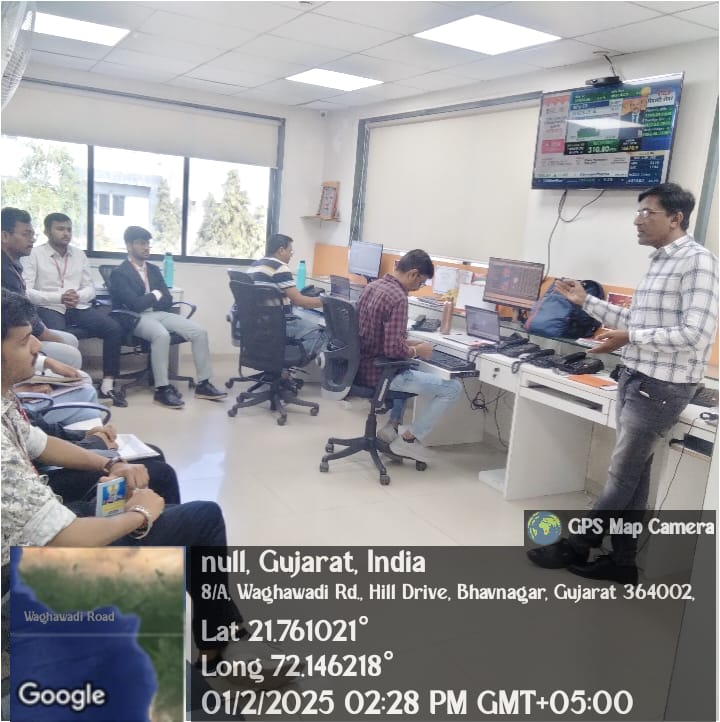 GPS Map Camera
null, Gujarat, India
8/A, Waghawadi Rd., Hill Drive, Bhavnagar, Gujarat 364002,
Lat 21.761021°
Long 72.146218°
01/2/2025 02:28 PM GMT+05:00
Waghawadi Road
Google